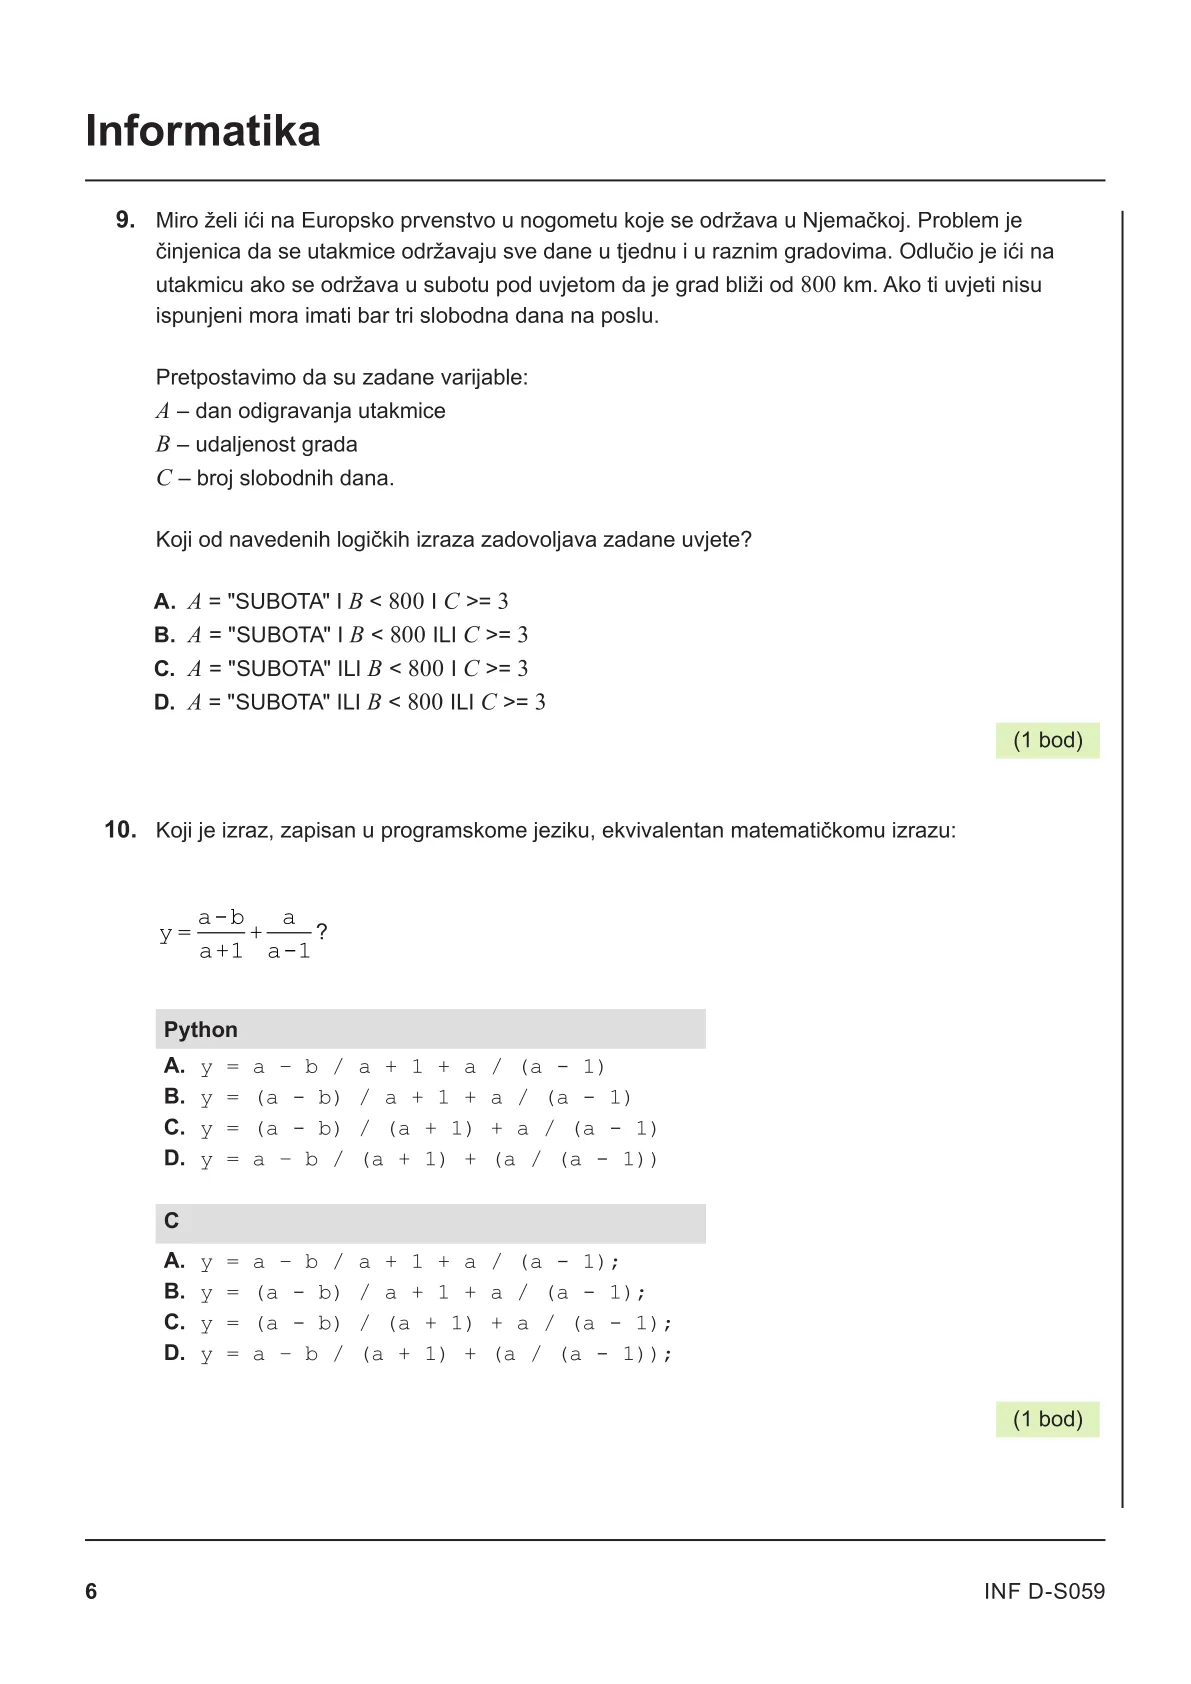 Informatika
9. Miro želi ići na Europsko prvenstvo u nogometu koje se održava u Njemačkoj. Problem je
činjenica da se utakmice održavaju sve dane u tjednu i u raznim gradovima. Odlučio je ići na
utakmicu ako se održava u subotu pod uvjetom da je grad bliži od 800 km. Ako ti uvjeti nisu
ispunjeni mora imati bar tri slobodna dana na poslu.
Pretpostavimo da su zadane varijable:
A – dan odigravanja utakmice
B – udaljenost grada
C – broj slobodnih dana.
Koji od navedenih logičkih izraza zadovoljava zadane uvjete?
A. A = "SUBOTA" I B < 800 I C >= 3
B. A = "SUBOTA" I B < 800 ILI C >= 3
C. A = "SUBOTA" ILI B < 800 I C >= 3
D. A = "SUBOTA" ILI B < 800 ILI C >= 3
(1 bod)
10. Koji je izraz, zapisan u programskome jeziku, ekvivalentan matematičkomu izrazu:
a-b a
y = + ?
a+1 a-1
Python
A. y = a – b / a + 1 + a / (a - 1)
B. y = (a - b) / a + 1 + a / (a - 1)
C. y = (a - b) / (a + 1) + a / (a - 1)
D. y = a – b / (a + 1) + (a / (a - 1))
C
A. y = a – b / a + 1 + a / (a - 1);
B. y = (a - b) / a + 1 + a / (a - 1);
C. y = (a - b) / (a + 1) + a / (a - 1);
D. y = a – b / (a + 1) + (a / (a - 1));
(1 bod)
6 INF D-S059